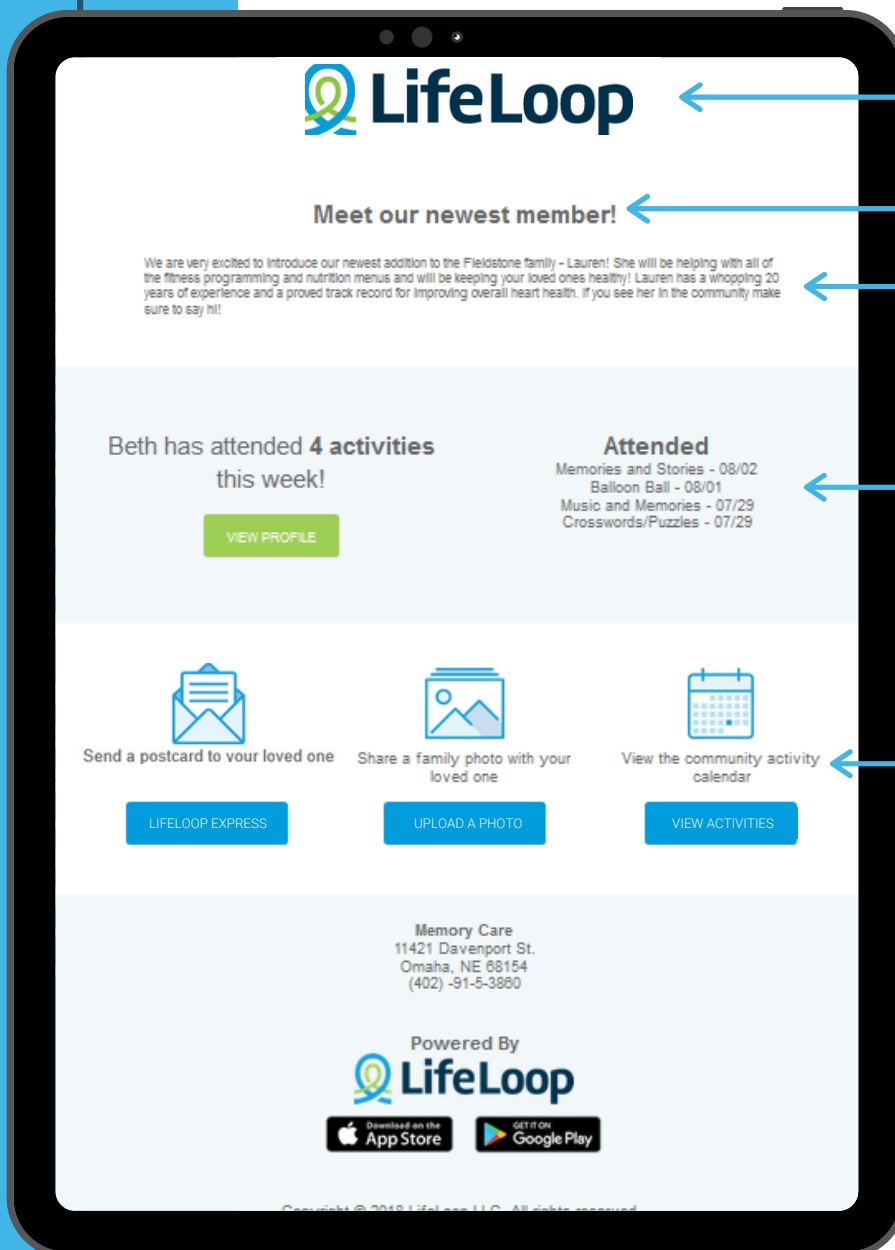 LifeLoop
Meet our newest member!
We are very excited to introduce our newest addition to the Fieldstone family - Lauren! She will be helping with all of
the fitness programming and nutrition menus and will be keeping your loved ones healthy! Lauren has a whopping 20
years of experience and a proved track record for improving overall heart health. If you see her in the community make
sure to say hi!
Beth has attended 4 activities
this week!
VIEW PROFILE
Attended
Memories and Stories - 08/02
Balloon Ball - 08/01
Music and Memories - 07/29
Crosswords/Puzzles - 07/29
Send a postcard to your loved one
LIFELOOP EXPRESS
Share a family photo with your
loved one
UPLOAD A PHOTO
View the community activity
calendar
VIEW ACTIVITIES
Memory Care
11421 Davenport St.
Omaha, NE 68154
(402) -91-5-3860
Powered By
LifeLoop
Download on the
App Store
GET IT ON
Google Play
Copyright © 2018 LifeLoop LLC. All rights reserved.